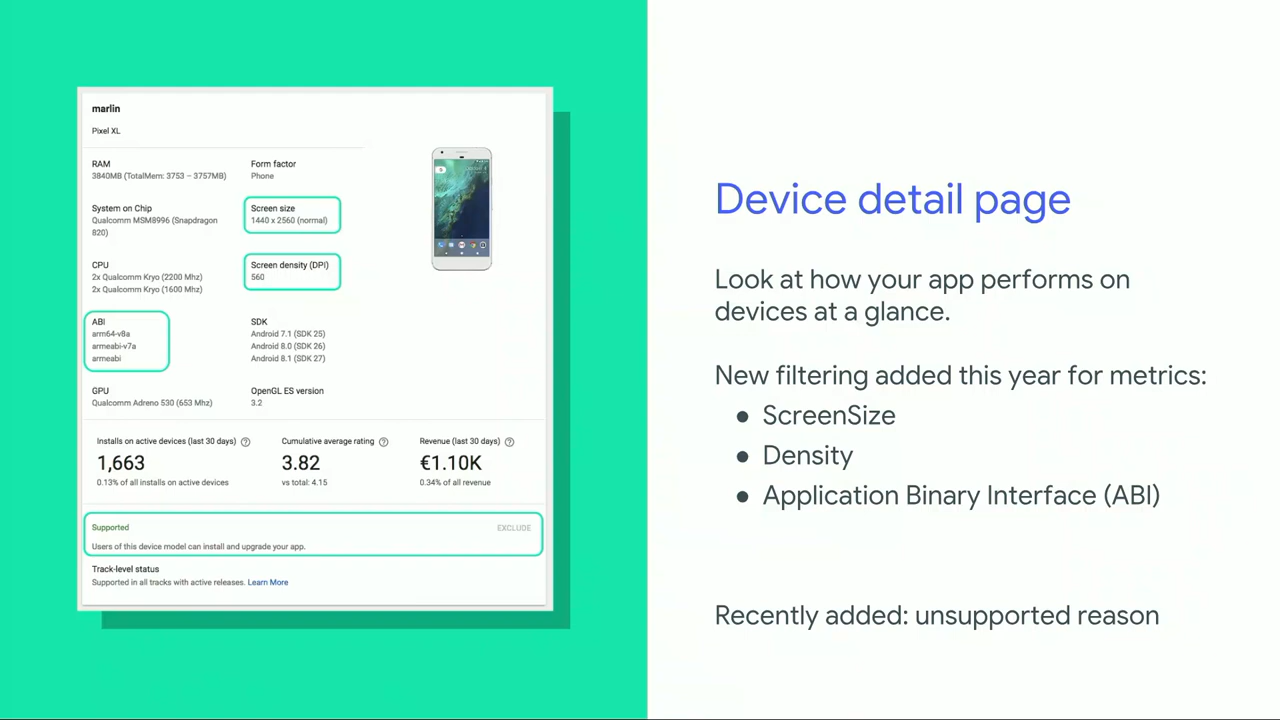 marlin
Pixel XL
RAM
3840MB (TotalMem: 3753 – 3757MB)
Form factor
Phone
System on Chip
Qualcomm MSM8996 (Snapdragon
820)
Screen size
1440 x 2560 (normal)
CPU
2x Qualcomm Kryo (2200 Mhz)
2x Qualcomm Kryo (1600 Mhz)
Screen density (DPI)
560
ABI
arm64-v8a
armeabi-v7a
armeabi
SDK
Android 7.1 (SDK 25)
Android 8.0 (SDK 26)
Android 8.1 (SDK 27)
GPU
Qualcomm Adreno 530 (653 Mhz)
OpenGL ES version
3.2
Installs on active devices (last 30 days)
1,663
0.13% of all installs on active devices
Cumulative average rating
3.82
vs total: 4.15
Revenue (last 30 days)
€1.10K
0.34% of all revenue
Supported
EXCLUDE
Users of this device model can install and upgrade your app.
Track-level status
Supported in all tracks with active releases. Learn More
Device detail page
Look at how your app performs on
devices at a glance.
New filtering added this year for metrics:
● ScreenSize
● Density
● Application Binary Interface (ABI)
Recently added: unsupported reason